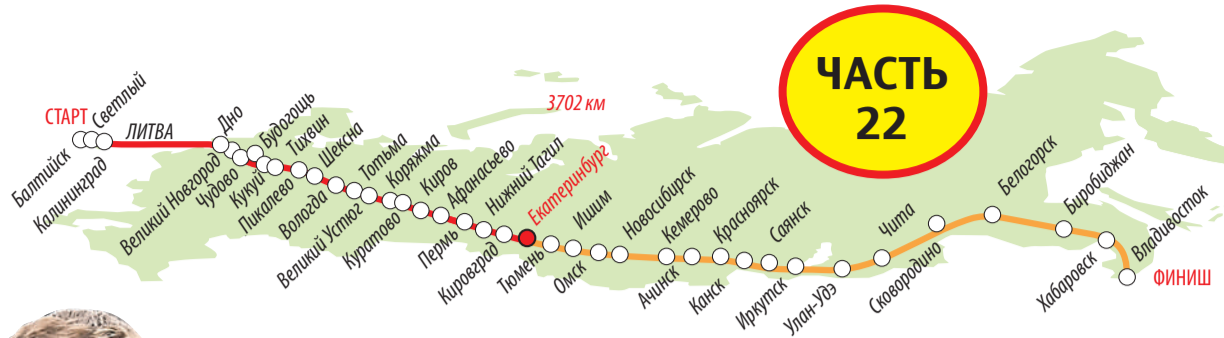 ЧАСТЬ
22
3702 км
СТАРТ
Балтийск
Светлый
Калининград
ЛИТВА
Дно
Великий Новгород
Чудово
Будогощь
Кукуй
Тихвин
Пикалево
Шексна
Вологда
Тотьма
Великий Устюг
Коряжма
Куратово
Киров
Афанасьево
Пермь
Нижний Тагил
Кировград
Екатеринбург
Тюмень
Ишим
Омск
Новосибирск
Кемерово
Ачинск
Красноярск
Канск
Саянск
Иркутск
Улан-Удэ
Чита
Сковородино
Белогорск
Биробиджан
Хабаровск
Владивосток
ФИНИШ